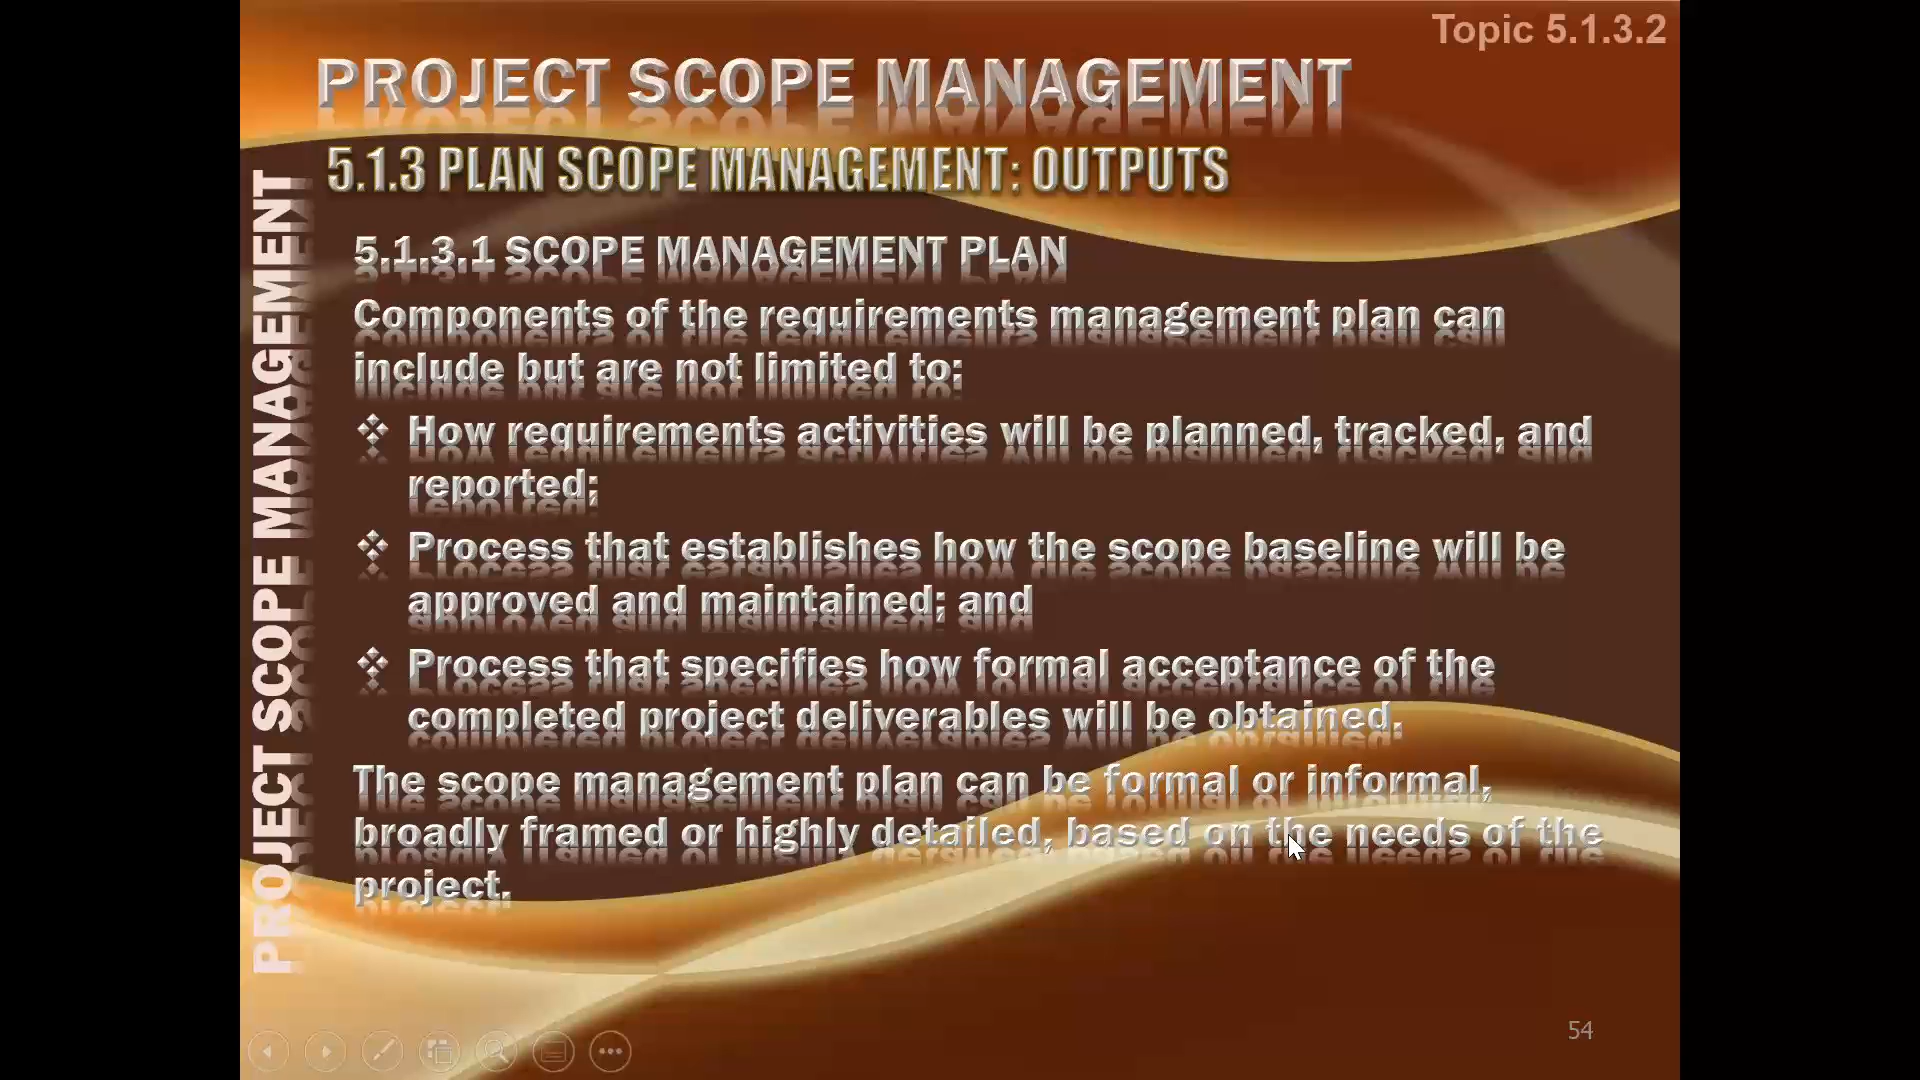 Topic 5.1.3.2
PROJECT SCOPE MANAGEMENT
5.1.3 PLAN SCOPE MANAGEMENT: OUTPUTS
PROJECT SCOPE MANAGEMENT
5.1.3.1 SCOPE MANAGEMENT PLAN
Components of the requirements management plan can
include but are not limited to:
❖ How requirements activities will be planned, tracked, and
reported;
❖ Process that establishes how the scope baseline will be
approved and maintained; and
❖ Process that specifies how formal acceptance of the
completed project deliverables will be obtained.
The scope management plan can be formal or informal,
broadly framed or highly detailed, based on the needs of the
project.
54